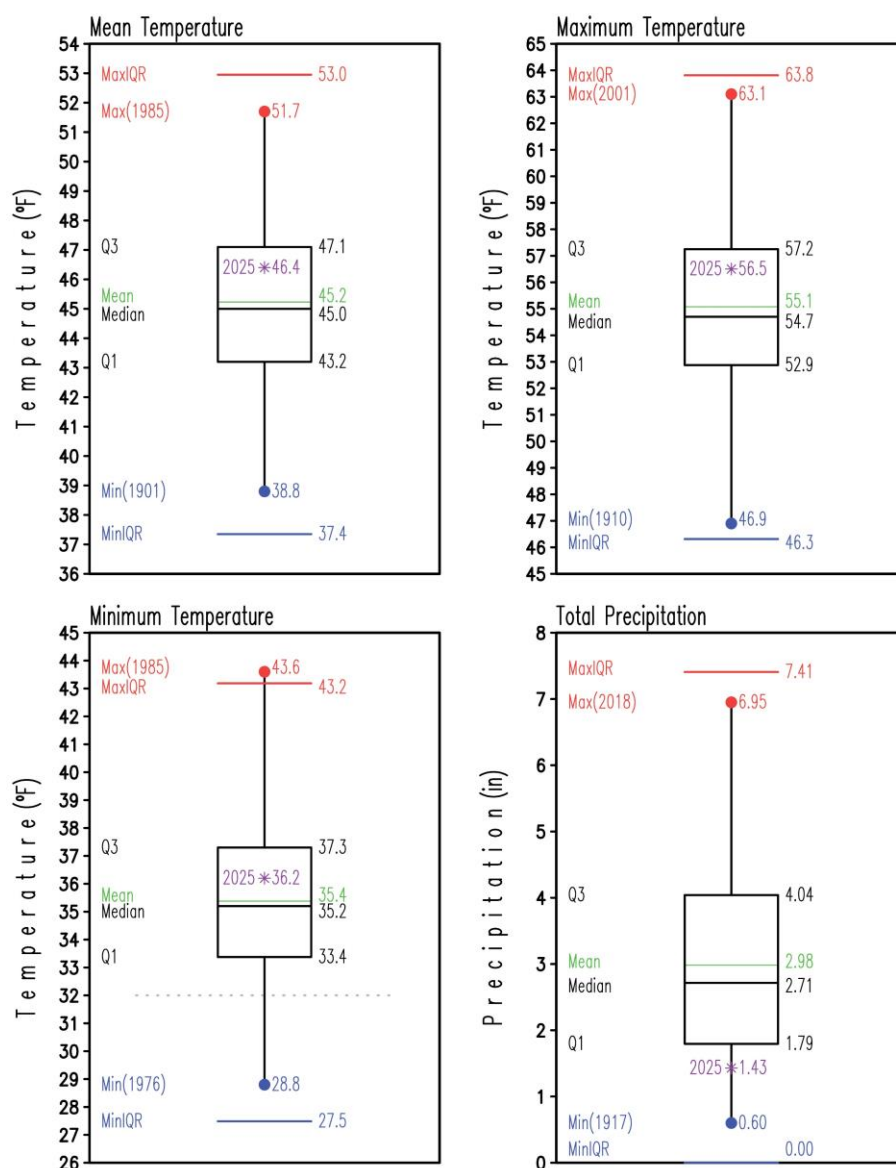 Mean Temperature
Temperature (ºF)
54
53
52
51
50
49
48
47
46
45
44
43
42
41
40
39
38
37
36
MaxIQR 53.0
Max(1985) 51.7
Q3 47.1
2025 * 46.4
Mean 45.2
Median 45.0
Q1 43.2
Min(1901) 38.8
MinIQR 37.4
Maximum Temperature
Temperature (ºF)
65
64
63
62
61
60
59
58
57
56
55
54
53
52
51
50
49
48
47
46
45
MaxIQR 63.8
Max(2001) 63.1
Q3 57.2
2025 * 56.5
Mean 55.1
Median 54.7
Q1 52.9
Min(1910) 46.9
MinIQR 46.3
Minimum Temperature
Temperature (ºF)
45
44
43
42
41
40
39
38
37
36
35
34
33
32
31
30
29
28
27
26
Max(1985) 43.6
MaxIQR 43.2
Q3 37.3
2025 * 36.2
Mean 35.4
Median 35.2
Q1 33.4
Min(1976) 28.8
MinIQR 27.5
Total Precipitation
Precipitation (in)
8
7
6
5
4
3
2
1
0
MaxIQR 7.41
Max(2018) 6.95
Q3 4.04
Mean 2.98
Median 2.71
Q1 1.79
2025 * 1.43
Min(1917) 0.60
MinIQR 0.00